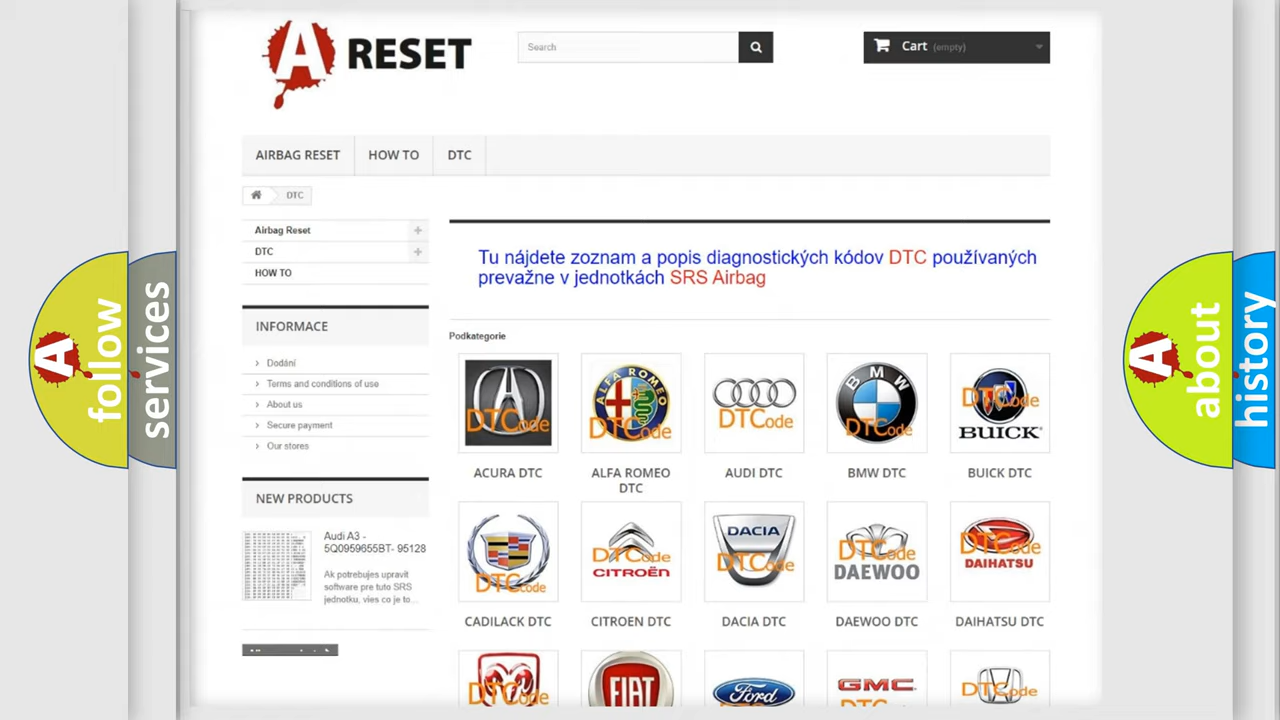 A RESET
Search
Cart (empty)
AIRBAG RESET
HOW TO
DTC
DTC
Airbag Reset
DTC
HOW TO
Tu nájdete zoznam a popis diagnostických kódov DTC používaných
prevažne v jednotkách SRS Airbag
INFORMACE
Dodání
Terms and conditions of use
About us
Secure payment
Our stores
Podkategorie
DTCode
ALFA ROMEO
DTCode
DTCode
BMW
DTCode
DTCode
BUICK
ACURA DTC
ALFA ROMEO
DTC
AUDI DTC
BMW DTC
BUICK DTC
NEW PRODUCTS
Audi A3 -
5Q0959655BT- 95128
Ak potrebujes upravit
software pre tuto SRS
jednotku, vies co je to...
DTCode
DTCode
CITROËN
DACIA
DTCode
DTCode
DAEWOO
DTCode
DAIHATSU
CADILACK DTC
CITROEN DTC
DACIA DTC
DAEWOO DTC
DAIHATSU DTC
DTCode
FIAT
Ford
GMC
DTCode
A
follow
services
A
about
history